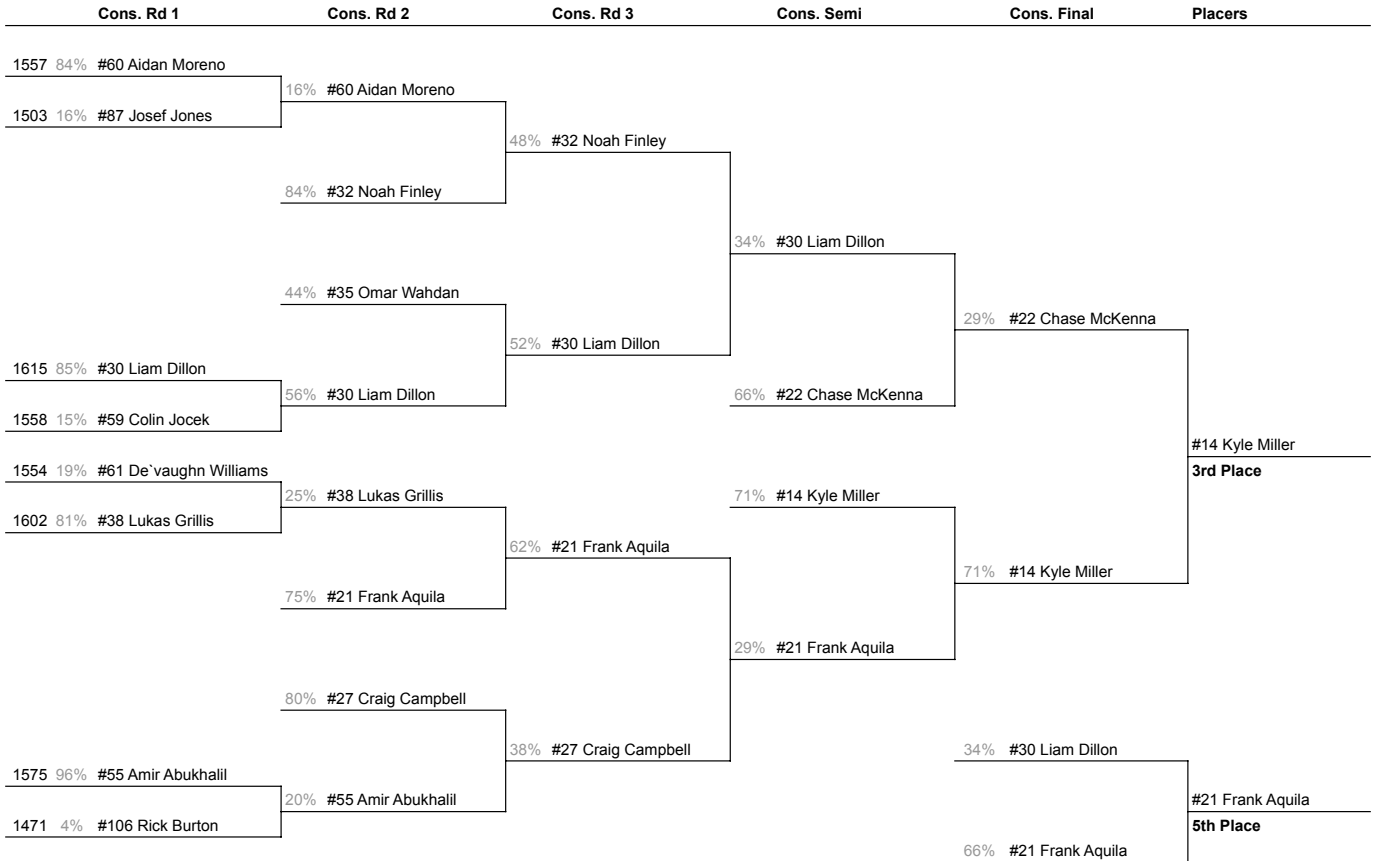 Cons. Rd 1 Cons. Rd 2 Cons. Rd 3 Cons. Semi Cons. Final Placers
1557 84% #60 Aidan Moreno
16% #60 Aidan Moreno
1503 16% #87 Josef Jones
48% #32 Noah Finley
84% #32 Noah Finley
34% #30 Liam Dillon
44% #35 Omar Wahdan
29% #22 Chase McKenna
52% #30 Liam Dillon
1615 85% #30 Liam Dillon
56% #30 Liam Dillon
66% #22 Chase McKenna
1558 15% #59 Colin Jocek
#14 Kyle Miller
1554 19% #61 De`vaughn Williams
3rd Place
25% #38 Lukas Grillis
71% #14 Kyle Miller
1602 81% #38 Lukas Grillis
62% #21 Frank Aquila
71% #14 Kyle Miller
75% #21 Frank Aquila
29% #21 Frank Aquila
80% #27 Craig Campbell
38% #27 Craig Campbell
34% #30 Liam Dillon
1575 96% #55 Amir Abukhalil
20% #55 Amir Abukhalil
#21 Frank Aquila
1471 4% #106 Rick Burton
5th Place
66% #21 Frank Aquila